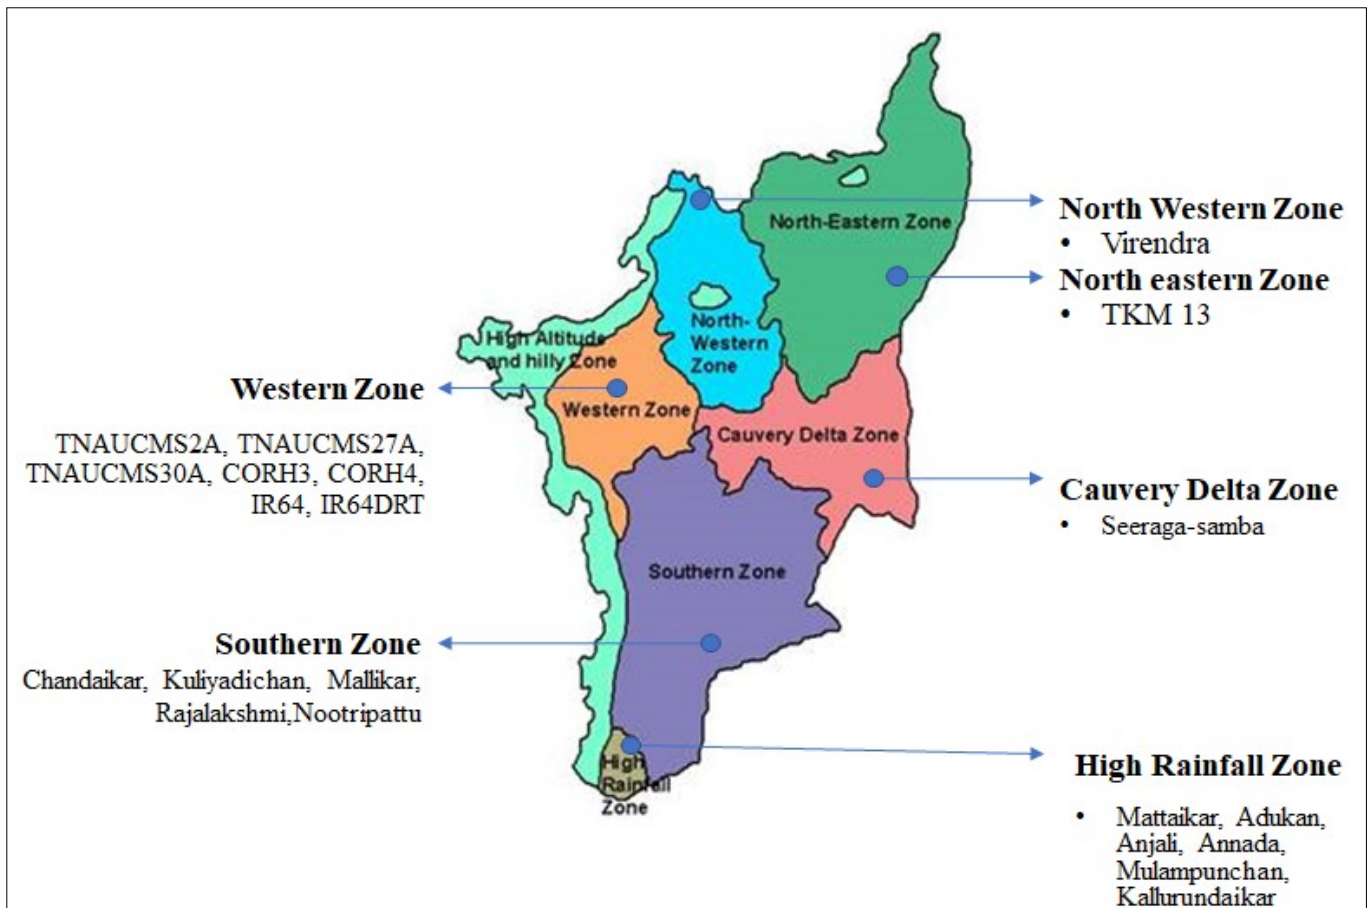 North-Eastern Zone
North-
Western
Zone
High Altitude
and hilly Zone
Western Zone
Cauvery Delta Zone
Southern Zone
High
Rainfall
Zone
North Western Zone
• Virendra
North eastern Zone
• TKM 13
Western Zone
TNAUCMS2A, TNAUCMS27A,
TNAUCMS30A, CORH3, CORH4,
IR64, IR64DRT
Cauvery Delta Zone
• Seeraga-samba
Southern Zone
Chandaikar, Kuliyadichan, Mallikar,
Rajalakshmi,Nootripattu
High Rainfall Zone
• Mattaikar, Adukan,
Anjali, Annada,
Mulampunchan,
Kallurundaikar